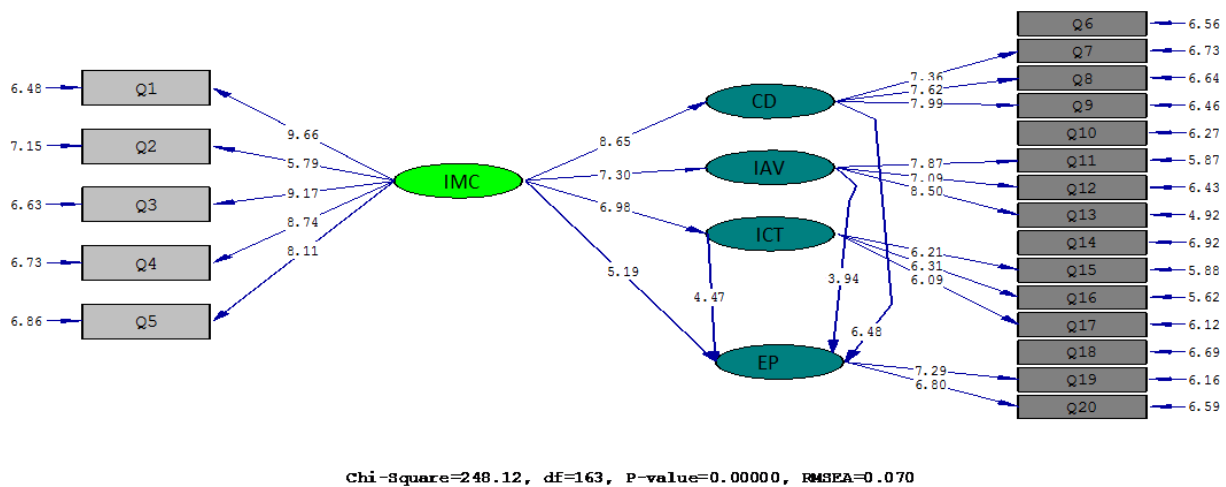 6.48 Q1
7.15 Q2
6.63 Q3
6.73 Q4
6.86 Q5
9.66
5.79
9.17
8.74
8.11
IMC
8.65
7.30
6.98
5.19
CD
IAV
ICT
EP
4.47
3.94
6.48
7.36
7.62
7.99
7.87
7.09
8.50
6.21
6.31
6.09
7.29
6.80
Q6 6.56
Q7 6.73
Q8 6.64
Q9 6.46
Q10 6.27
Q11 5.87
Q12 6.43
Q13 4.92
Q14 6.92
Q15 5.88
Q16 5.62
Q17 6.12
Q18 6.69
Q19 6.16
Q20 6.59
Chi-Square=248.12, df=163, P-value=0.00000, RMSEA=0.070